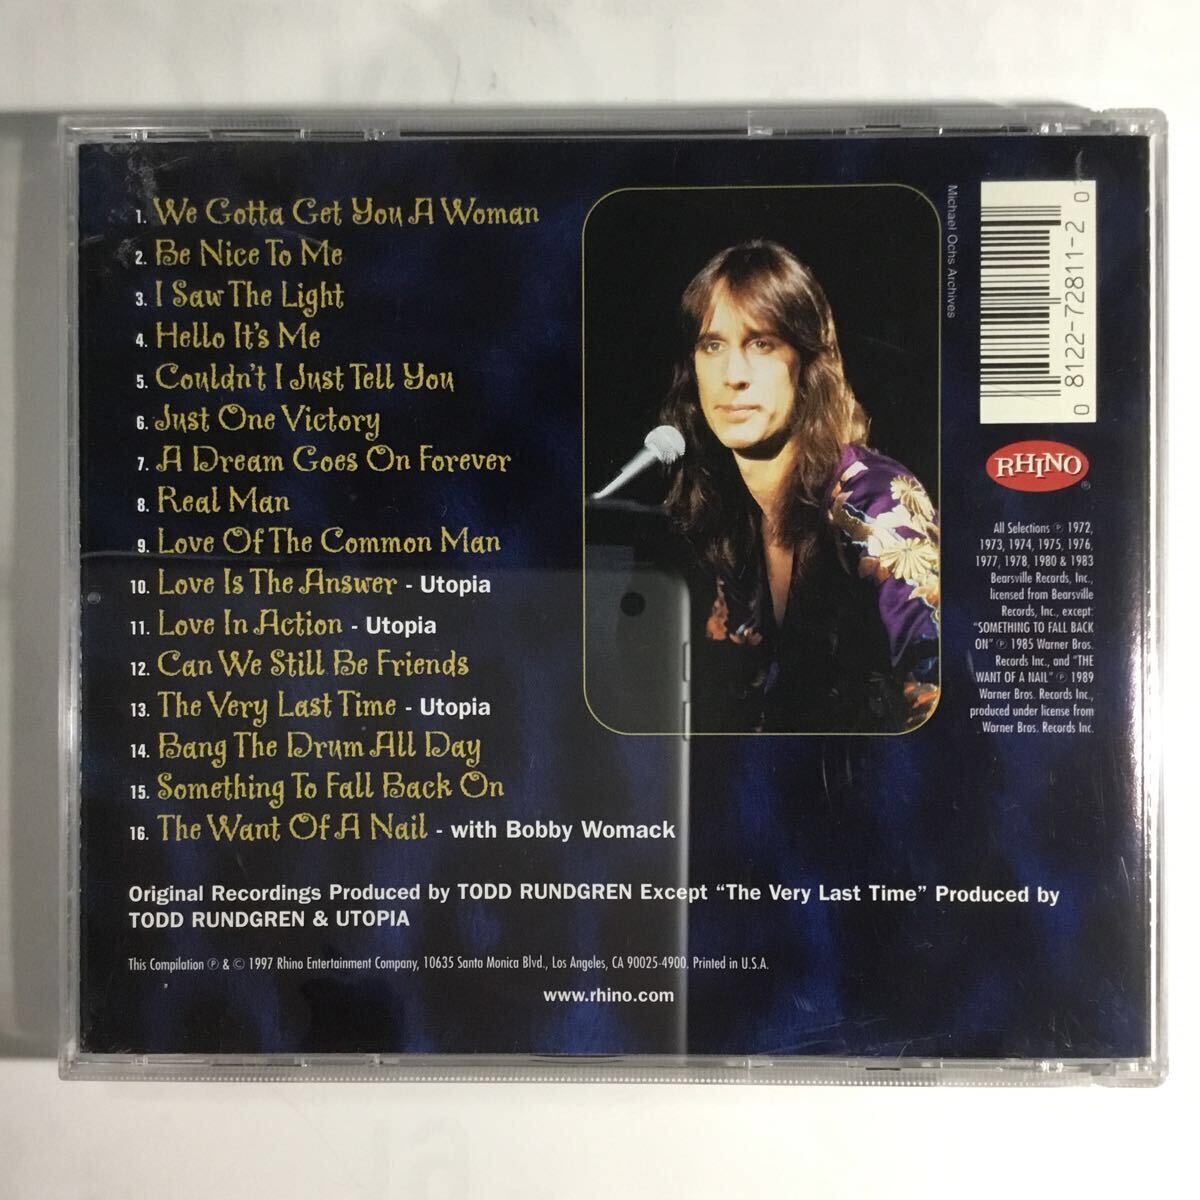 1. We Gotta Get You A Woman
2. Be Nice To Me
3. I Saw The Light
4. Hello It's Me
5. Couldn't I Just Tell You
6. Just One Victory
7. A Dream Goes On Forever
8. Real Man
9. Love Of The Common Man
10. Love Is The Answer - Utopia
11. Love In Action - Utopia
12. Can We Still Be Friends
13. The Very Last Time - Utopia
14. Bang The Drum All Day
15. Something To Fall Back On
16. The Want Of A Nail - with Bobby Womack
Original Recordings Produced by TODD RUNDGREN Except “The Very Last Time” Produced by
TODD RUNDGREN & UTOPIA
This Compilation ℗ & © 1997 Rhino Entertainment Company, 10635 Santa Monica Blvd., Los Angeles, CA 90025-4900. Printed in U.S.A.
www.rhino.com
Michael Ochs Archives
0 8122-72811-2 0
RHINO®
All Selections ℗ 1972,
1973, 1974, 1975, 1976,
1977, 1978, 1980 & 1983
Bearsville Records, Inc.,
licensed from Bearsville
Records, Inc., except:
“SOMETHING TO FALL BACK
ON” ℗ 1985 Warner Bros.
Records Inc., and “THE
WANT OF A NAIL” ℗ 1989
Warner Bros. Records Inc.,
produced under license from
Warner Bros. Records Inc.